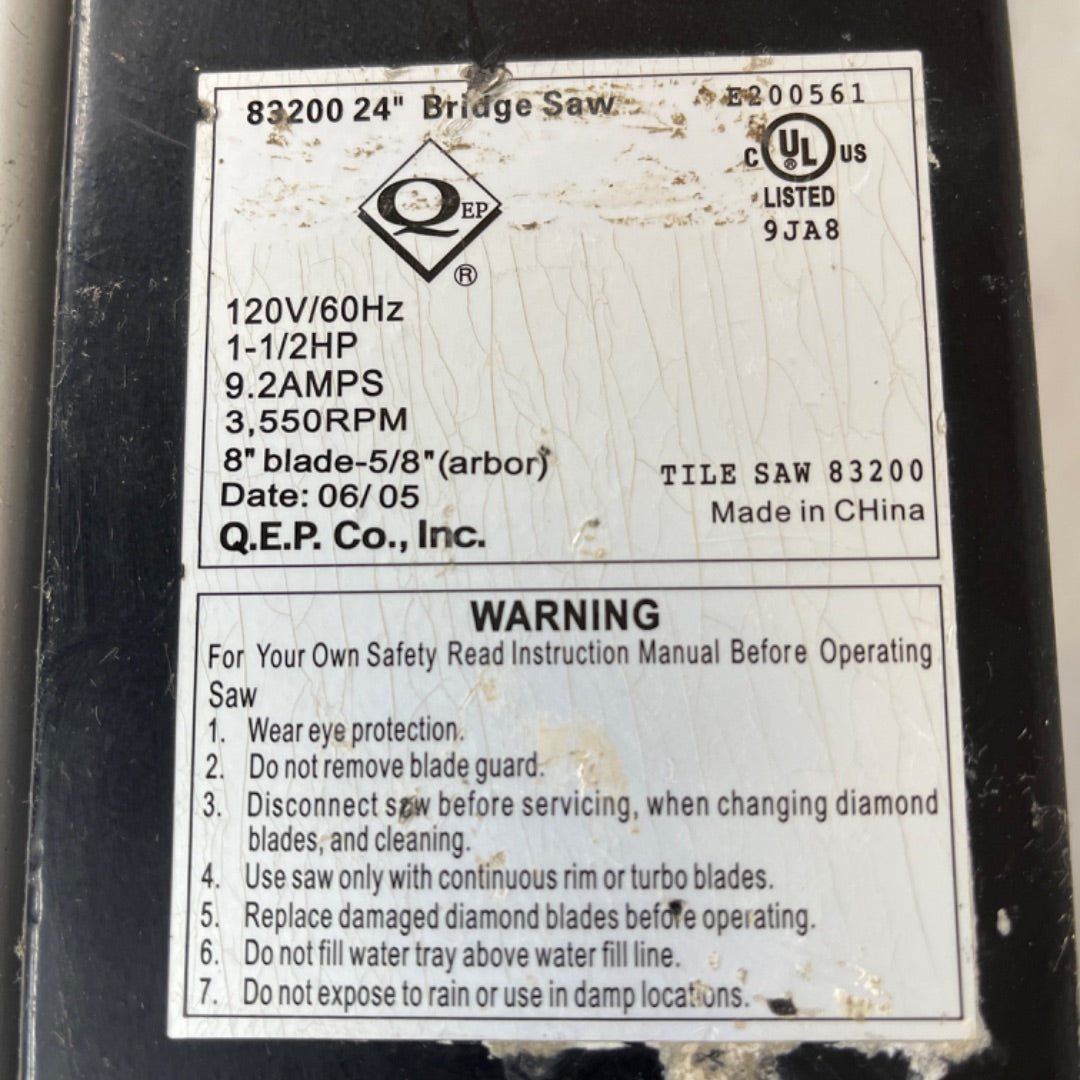 83200 24" Bridge Saw
E200561
C UL ® US
LISTED
9JA8
QEP
®
120V/60Hz
1-1/2HP
9.2AMPS
3,550RPM
8" blade-5/8"(arbor)
Date: 06/05
Q.E.P. Co., Inc.
TILE SAW 83200
Made in CHina
WARNING
For Your Own Safety Read Instruction Manual Before Operating
Saw
1. Wear eye protection.
2. Do not remove blade guard.
3. Disconnect saw before servicing, when changing diamond
blades, and cleaning.
4. Use saw only with continuous rim or turbo blades.
5. Replace damaged diamond blades before operating.
6. Do not fill water tray above water fill line.
7. Do not expose to rain or use in damp locations.